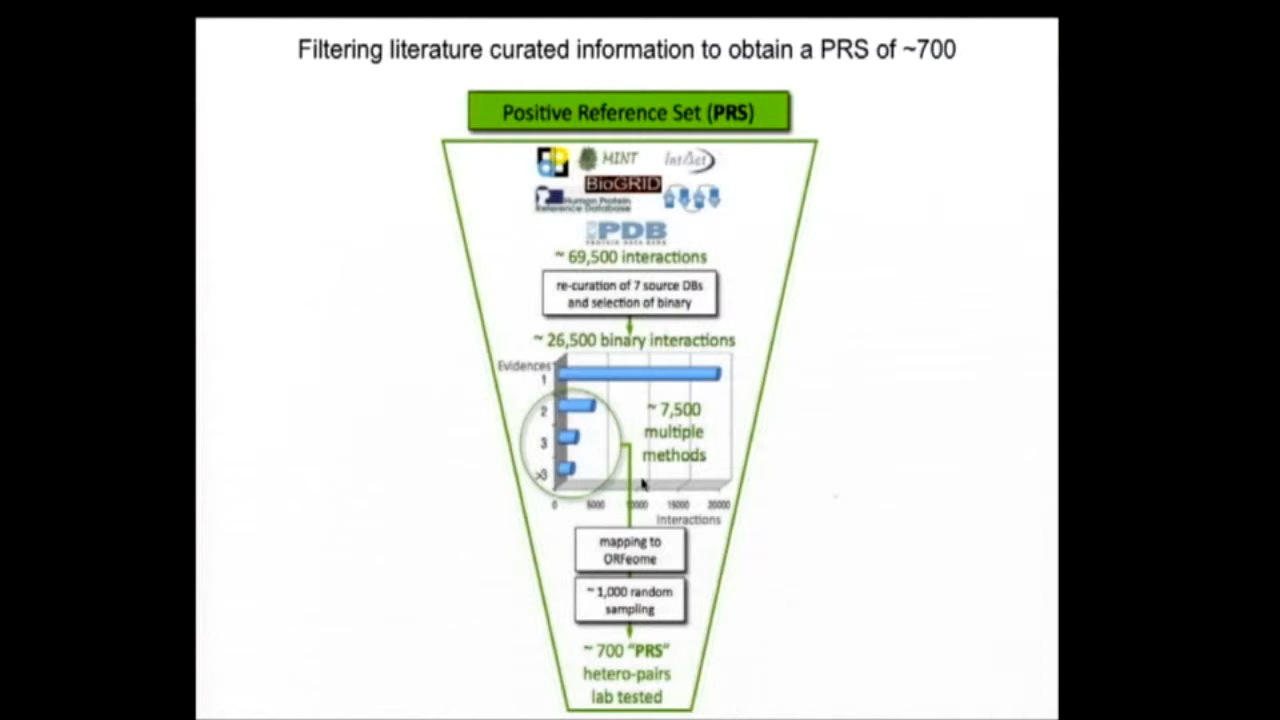 Filtering literature curated information to obtain a PRS of ~700
Positive Reference Set (PRS)
MINT
IntAct
BioGRID
Human Protein
Reference Database
PDB
PROTEIN DATA BANK
~ 69,500 interactions
re-curation of 7 source DBs
and selection of binary
~ 26,500 binary interactions
Evidences
1
2
3
>3
~ 7,500
multiple
methods
0 5000 10000 15000 20000
Interactions
mapping to
ORFeome
~ 1,000 random
sampling
~ 700 "PRS"
hetero-pairs
lab tested